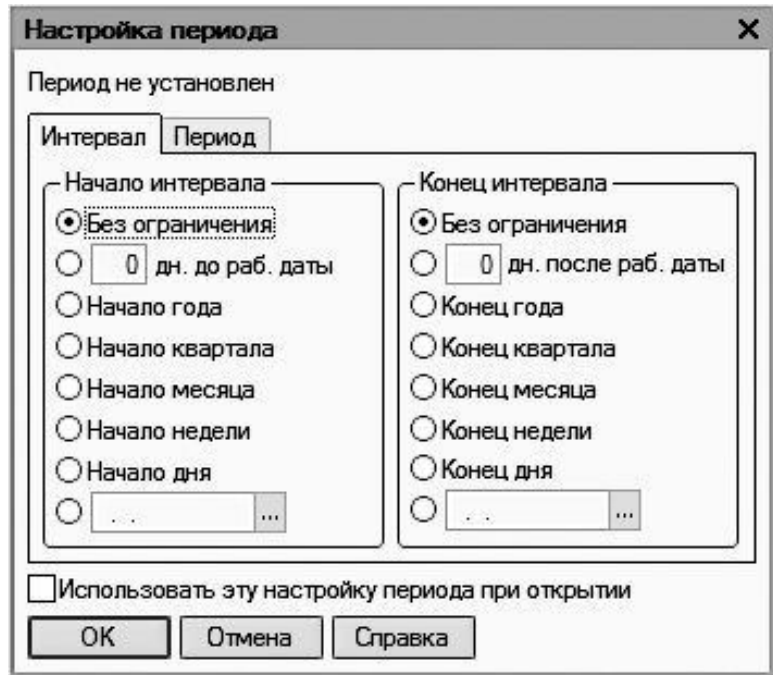 Настройка периода
Период не установлен
Интервал Период
Начало интервала
Без ограничения
0 дн. до раб. даты
Начало года
Начало квартала
Начало месяца
Начало недели
Начало дня
. .
...
Конец интервала
Без ограничения
0 дн. после раб. даты
Конец года
Конец квартала
Конец месяца
Конец недели
Конец дня
. .
...
Использовать эту настройку периода при открытии
OK Отмена Справка